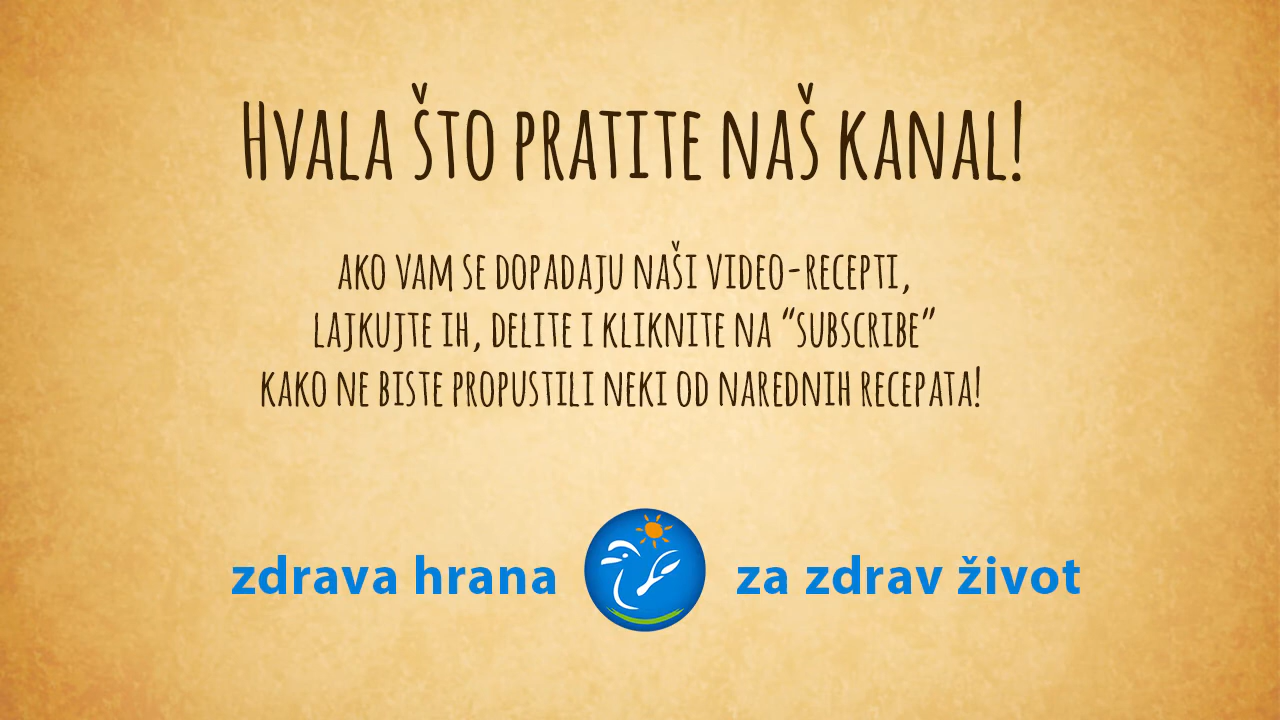 Hvala što pratite naš kanal!
ako vam se dopadaju naši video-recepti,
lajkujte ih, delite i kliknite na “subscribe”
kako ne biste propustili neki od narednih recepata!
zdrava hrana za zdrav život